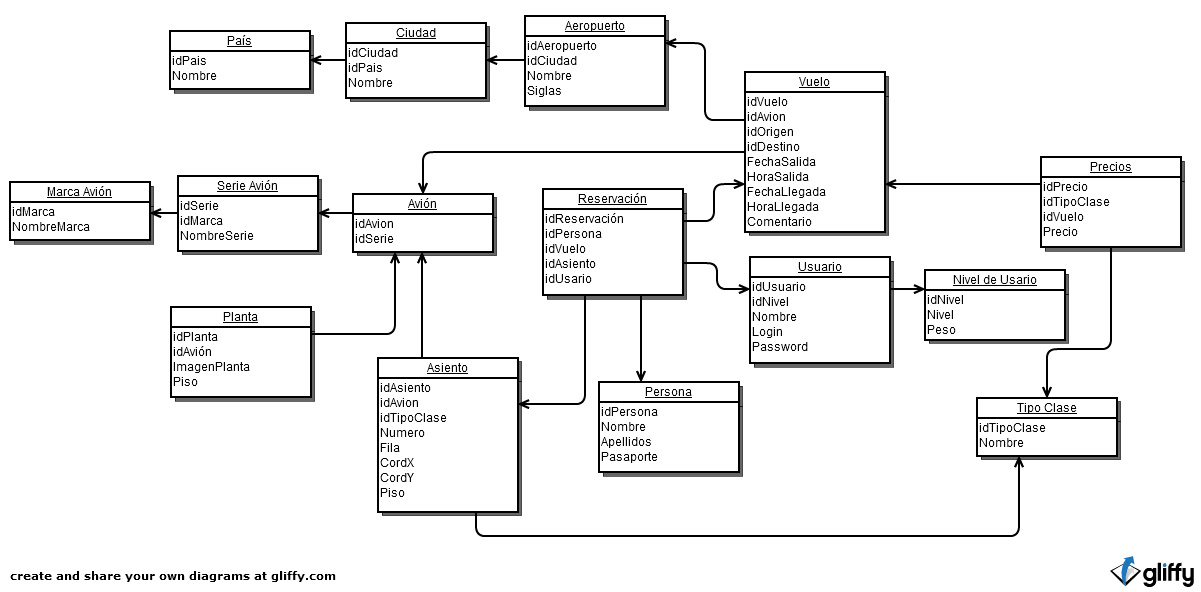 País
idPais
Nombre
Ciudad
idCiudad
idPais
Nombre
Aeropuerto
idAeropuerto
idCiudad
Nombre
Siglas
Vuelo
idVuelo
idAvion
idOrigen
idDestino
FechaSalida
HoraSalida
FechaLlegada
HoraLlegada
Comentario
Precios
idPrecio
idTipoClase
idVuelo
Precio
Marca Avión
idMarca
NombreMarca
Serie Avión
idSerie
idMarca
NombreSerie
Avión
idAvion
idSerie
Reservación
idReservación
idPersona
idVuelo
idAsiento
idUsario
Usuario
idUsuario
idNivel
Nombre
Login
Password
Nivel de Usario
idNivel
Nivel
Peso
Planta
idPlanta
idAvión
ImagenPlanta
Piso
Asiento
idAsiento
idAvion
idTipoClase
Numero
Fila
CordX
CordY
Piso
Persona
idPersona
Nombre
Apellidos
Pasaporte
Tipo Clase
idTipoClase
Nombre
create and share your own diagrams at gliffy.com
gliffy